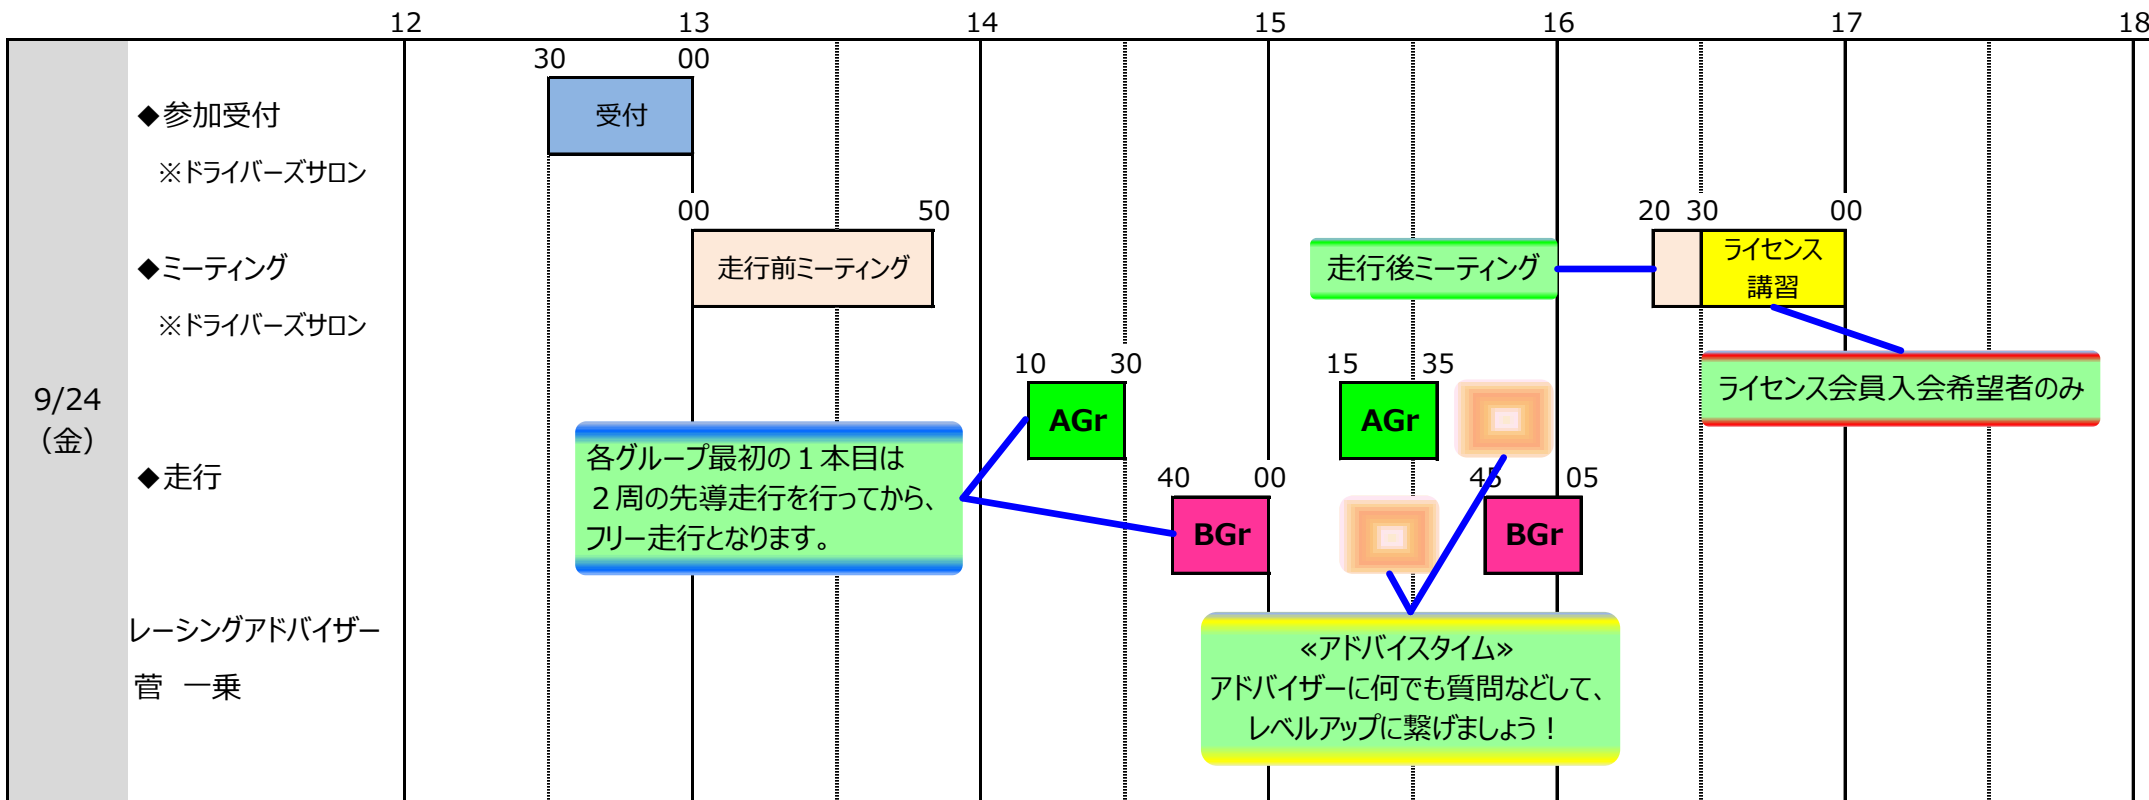 12 13 14 15 16 17 18
30 00
◆参加受付 受付
※ドライバーズサロン
00 50 20 30 00
◆ミーティング 走行前ミーティング 走行後ミーティング ライセンス
講習
※ドライバーズサロン
10 30 15 35
ライセンス会員入会希望者のみ
9/24
（金）
AGr AGr
各グループ最初の１本目は
２周の先導走行を行ってから、
フリー走行となります。
◆走行
40 00 45 05
BGr BGr
レーシングアドバイザー
菅 一乗
≪アドバイスタイム≫
アドバイザーに何でも質問などして、
レベルアップに繋げましょう！